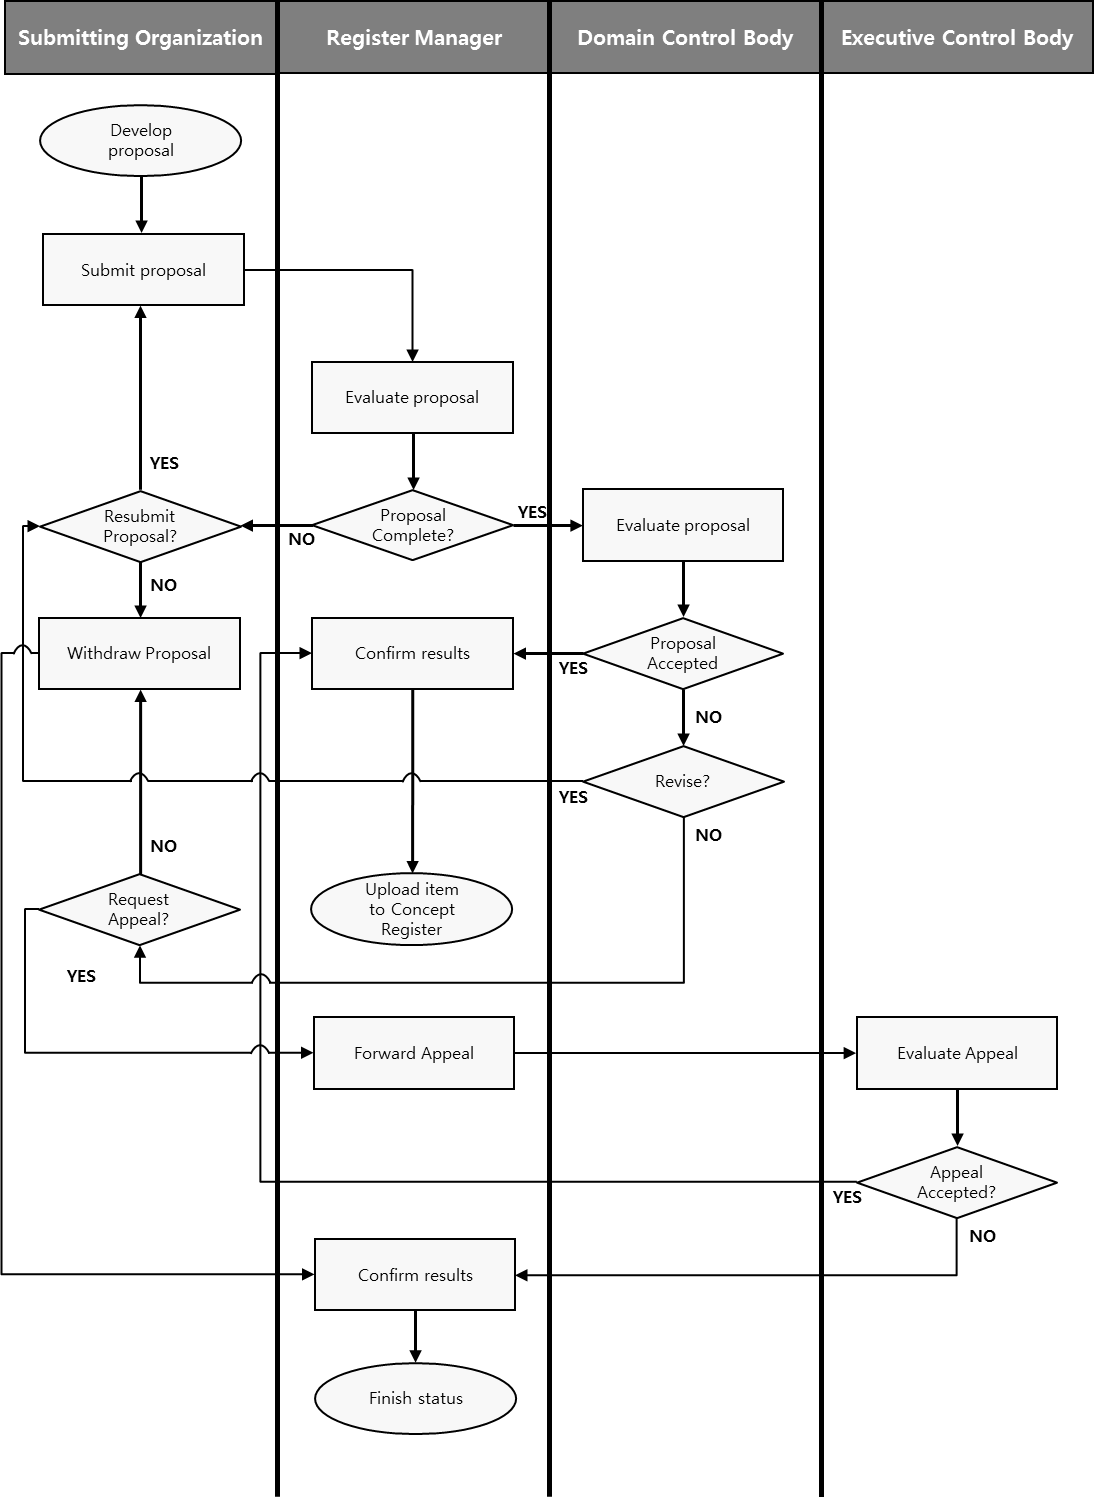 Submitting Organization
Register Manager
Domain Control Body
Executive Control Body
Develop
proposal
Submit proposal
Evaluate proposal
YES
Resubmit
Proposal?
NO
Proposal
Complete?
YES
Evaluate proposal
NO
Withdraw Proposal
Confirm results
YES
Proposal
Accepted
NO
Revise?
YES
NO
NO
Request
Appeal?
YES
Upload item
to Concept
Register
Forward Appeal
Evaluate Appeal
Appeal
Accepted?
YES
NO
Confirm results
Finish status